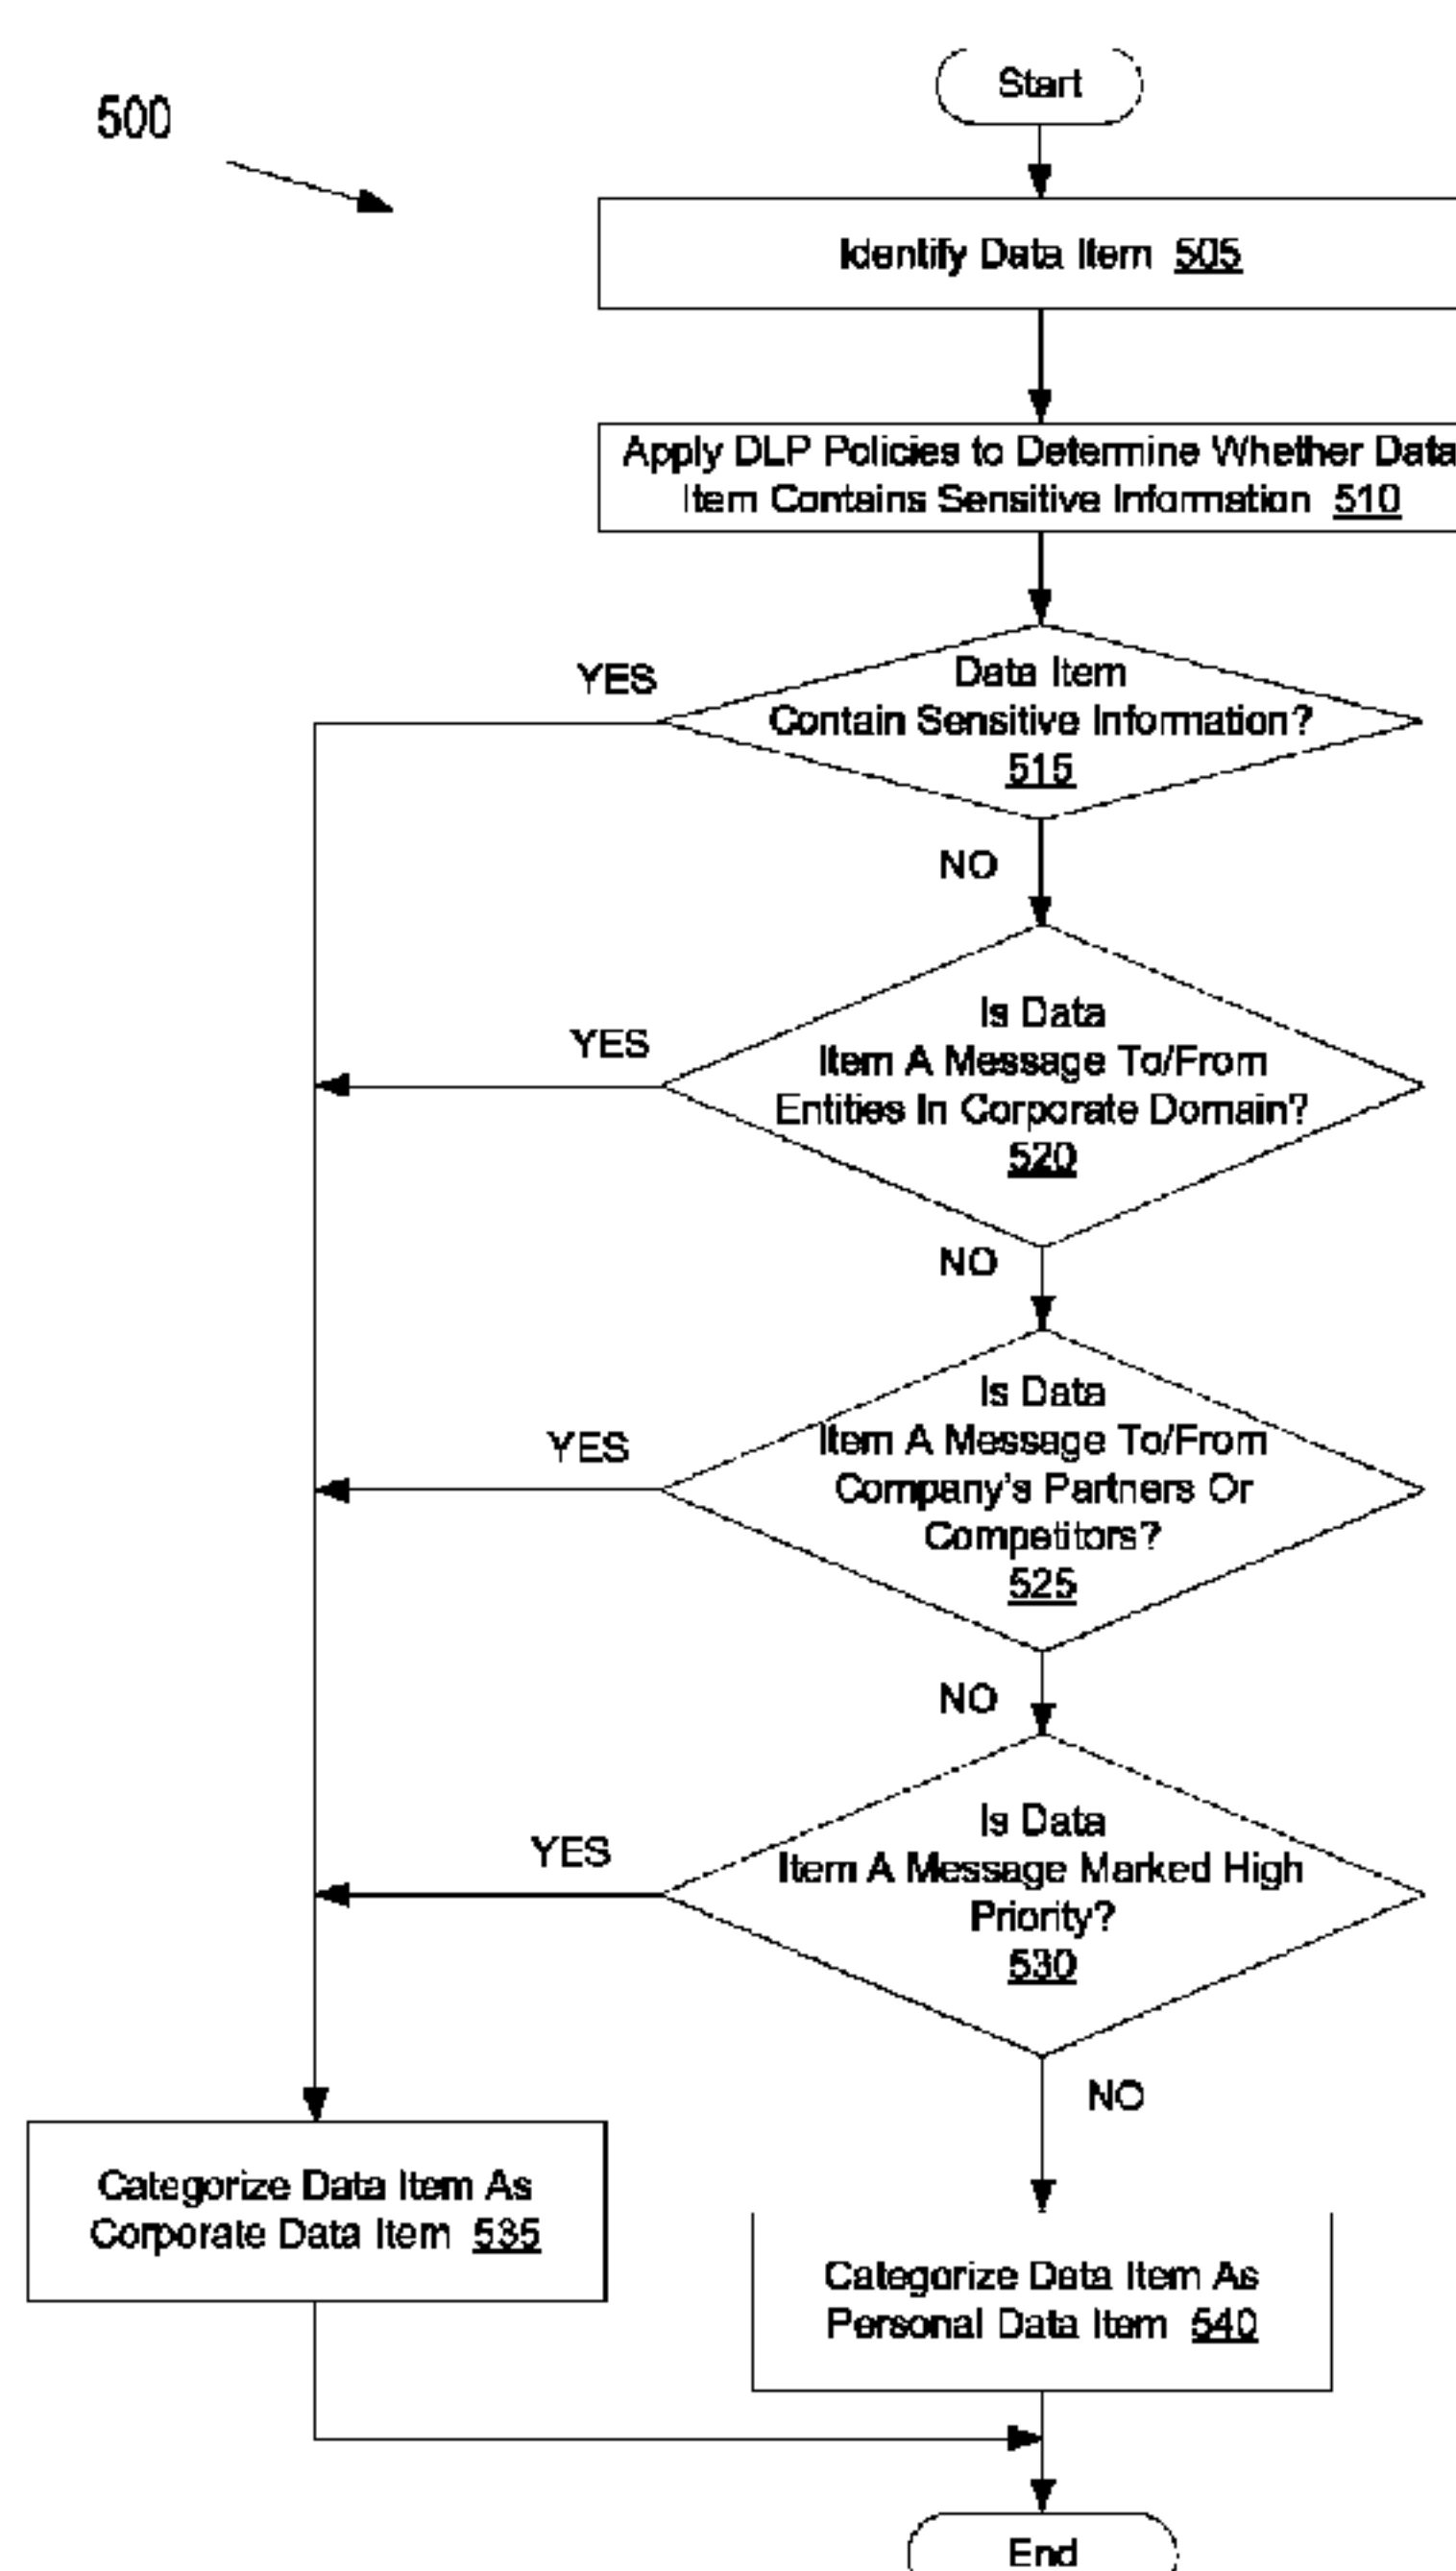 Start
500
Identify Data Item 505
Apply DLP Policies to Determine Whether Data
Item Contains Sensitive Information 510
YES
Data Item
Contain Sensitive Information?
515
NO
YES
Is Data
Item A Message To/From
Entities In Corporate Domain?
520
NO
YES
Is Data
Item A Message To/From
Company's Partners Or
Competitors?
525
NO
YES
Is Data
Item A Message Marked High
Priority?
530
NO
Categorize Data Item As
Corporate Data Item 535
Categorize Data Item As
Personal Data Item 540
End